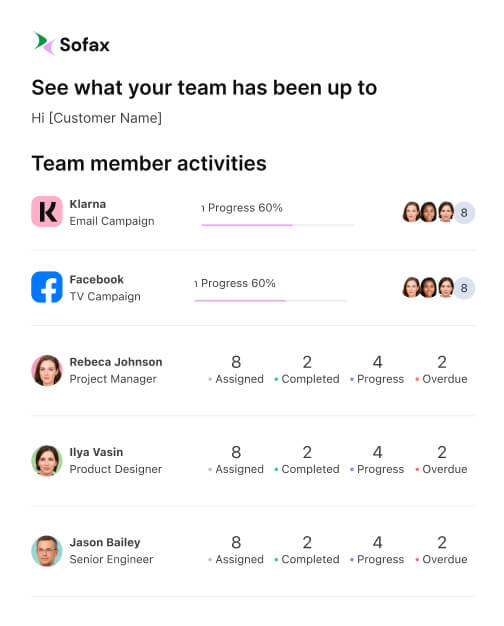 Sofax
See what your team has been up to
Hi [Customer Name]
Team member activities
Klarna
Email Campaign
Progress 60%
8
Facebook
TV Campaign
Progress 60%
8
Rebeca Johnson
Project Manager
8 2 4 2
Assigned Completed Progress Overdue
Ilya Vasin
Product Designer
8 2 4 2
Assigned Completed Progress Overdue
Jason Bailey
Senior Engineer
8 2 4 2
Assigned Completed Progress Overdue